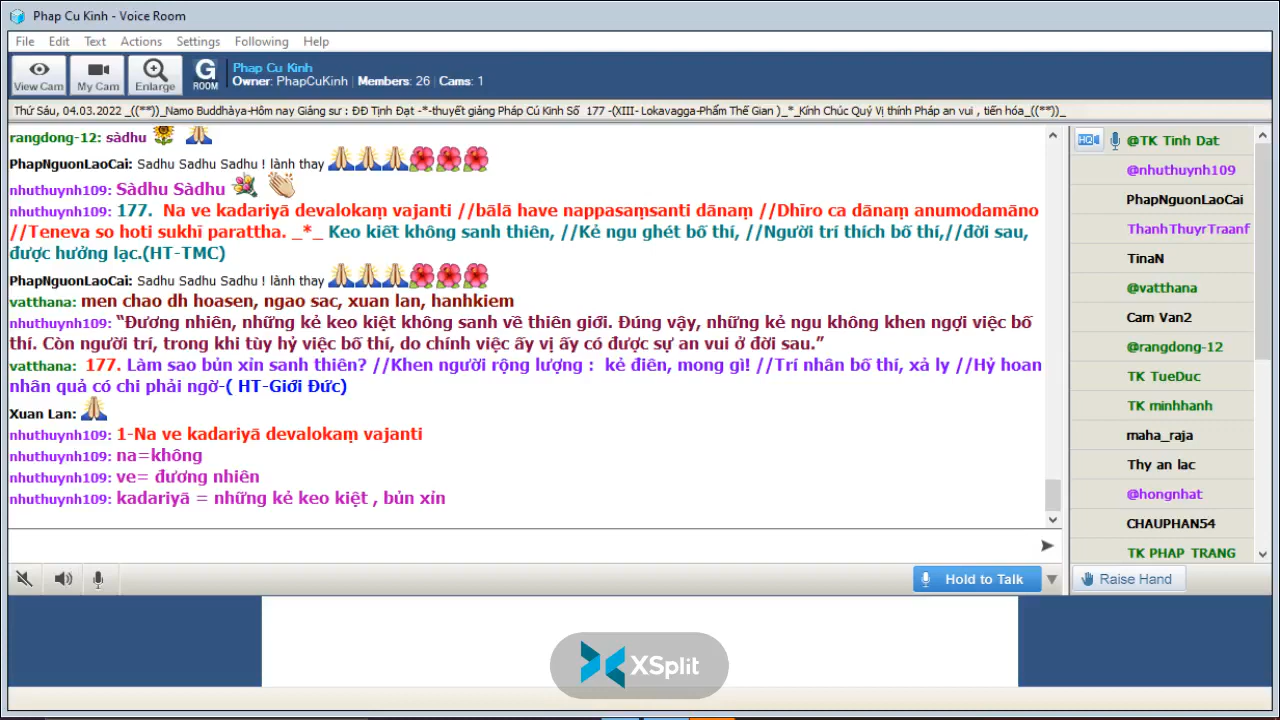 Phap Cu Kinh - Voice Room
File Edit Text Actions Settings Following Help
View Cam My Cam Enlarge G ROOM
Phap Cu Kinh
Owner: PhapCuKinh | Members: 26 | Cams: 1
Thứ Sáu, 04.03.2022 _((**))_Namo Buddhàya-Hôm nay Giảng sư : ĐĐ Tịnh Đạt -*-thuyết giảng Pháp Cú Kinh Số 177 -(XIII- Lokavagga-Phẩm Thế Gian )_*_Kính Chúc Quý Vị thính Pháp an vui , tiến hóa_((**))_
rangdong-12: sàdhu
PhapNguonLaoCai: Sadhu Sadhu Sadhu ! lành thay
nhuthuynh109: Sàdhu Sàdhu
nhuthuynh109: 177. Na ve kadariyā devalokaṃ vajanti //bālā have nappasaṃsanti dānaṃ //Dhīro ca dānaṃ anumodamāno
//Teneva so hoti sukhī parattha. _*_ Keo kiết không sanh thiên, //Kẻ ngu ghét bố thí, //Người trí thích bố thí,//đời sau,
được hưởng lạc.(HT-TMC)
PhapNguonLaoCai: Sadhu Sadhu Sadhu ! lành thay
vatthana: men chao dh hoasen, ngao sac, xuan lan, hanhkiem
nhuthuynh109: “Đương nhiên, những kẻ keo kiệt không sanh về thiên giới. Đúng vậy, những kẻ ngu không khen ngợi việc bố
thí. Còn người trí, trong khi tùy hỷ việc bố thí, do chính việc ấy vị ấy có được sự an vui ở đời sau.”
vatthana: 177. Làm sao bủn xỉn sanh thiên? //Khen người rộng lượng : kẻ điên, mong gì! //Trí nhân bố thí, xả ly //Hỷ hoan
nhân quả có chi phải ngờ-( HT-Giới Đức)
Xuan Lan:
nhuthuynh109: 1-Na ve kadariyā devalokaṃ vajanti
nhuthuynh109: na=không
nhuthuynh109: ve= đương nhiên
nhuthuynh109: kadariyā = những kẻ keo kiệt , bủn xỉn
HQ @TK Tinh Dat
@nhuthuynh109
PhapNguonLaoCai
ThanhThuyrTraanf
TinaN
@vatthana
Cam Van2
@rangdong-12
TK TueDuc
TK minhhanh
maha_raja
Thy an lac
@hongnhat
CHAUPHAN54
TK PHAP TRANG
Hold to Talk
Raise Hand
XSplit